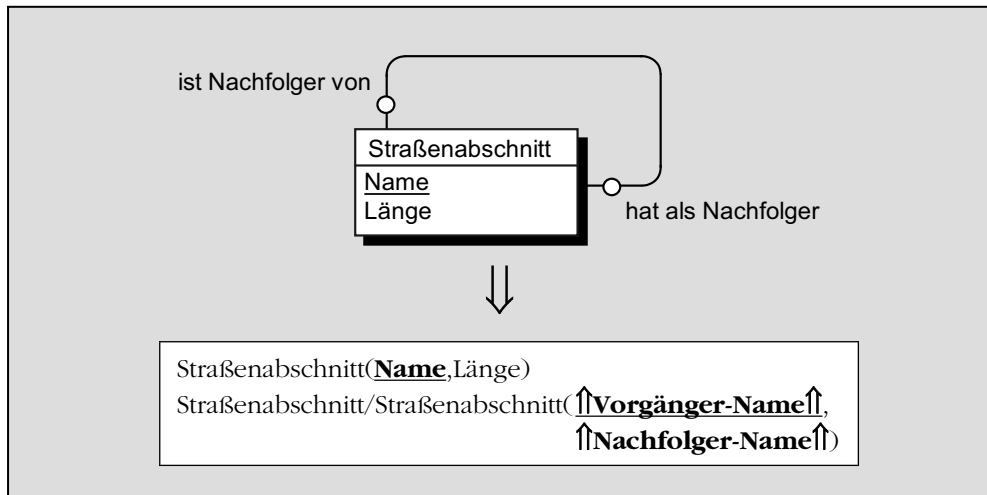 ist Nachfolger von
Straßenabschnitt
Name
Länge
hat als Nachfolger
⇓
Straßenabschnitt(Name,Länge)
Straßenabschnitt/Straßenabschnitt(⇑Vorgänger-Name⇑,
⇑Nachfolger-Name⇑)